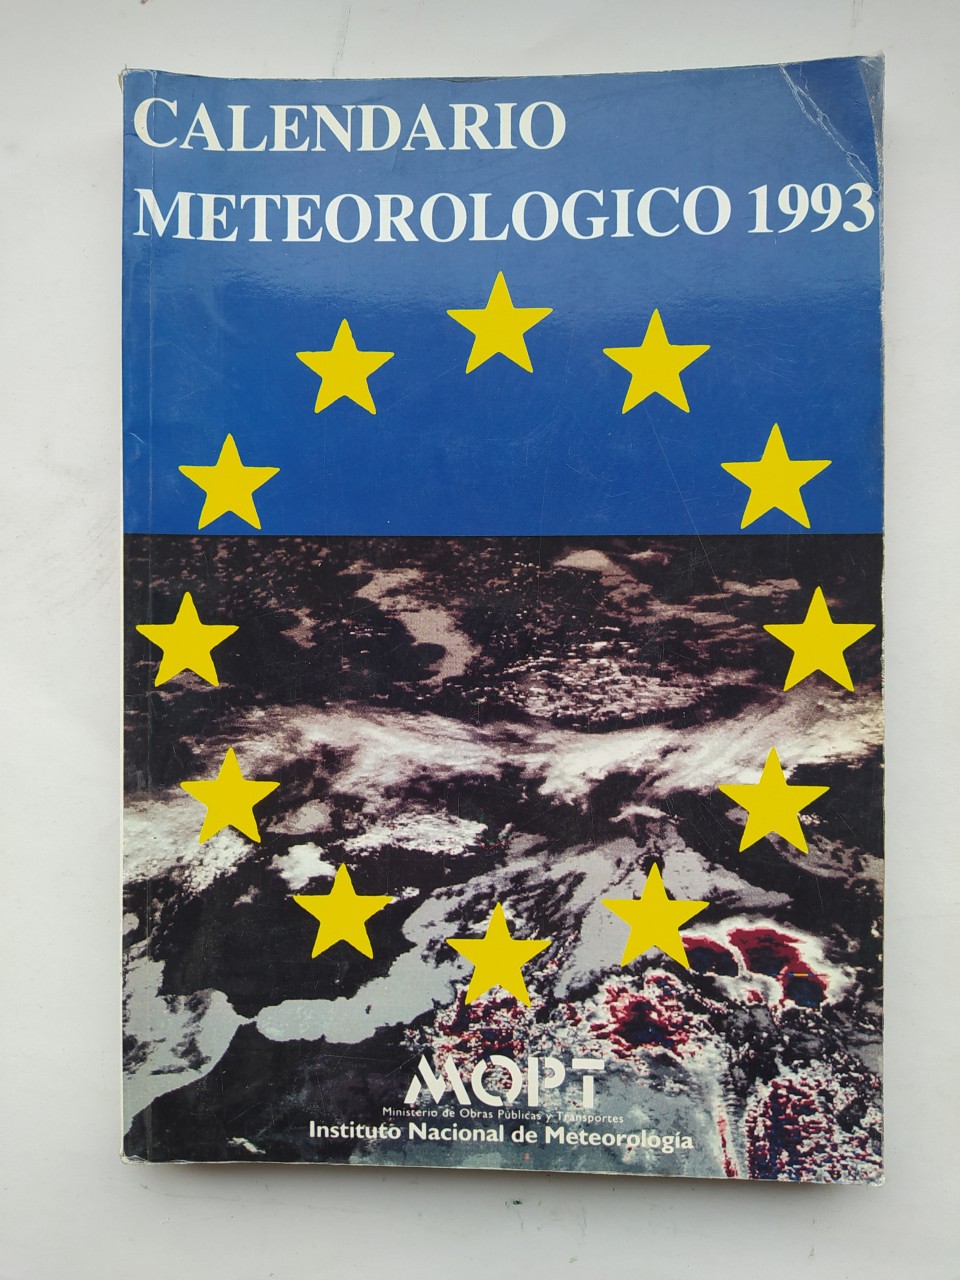 CALENDARIO
METEOROLOGICO 1993
MOPT
Ministerio de Obras Públicas y Transportes
Instituto Nacional de Meteorología